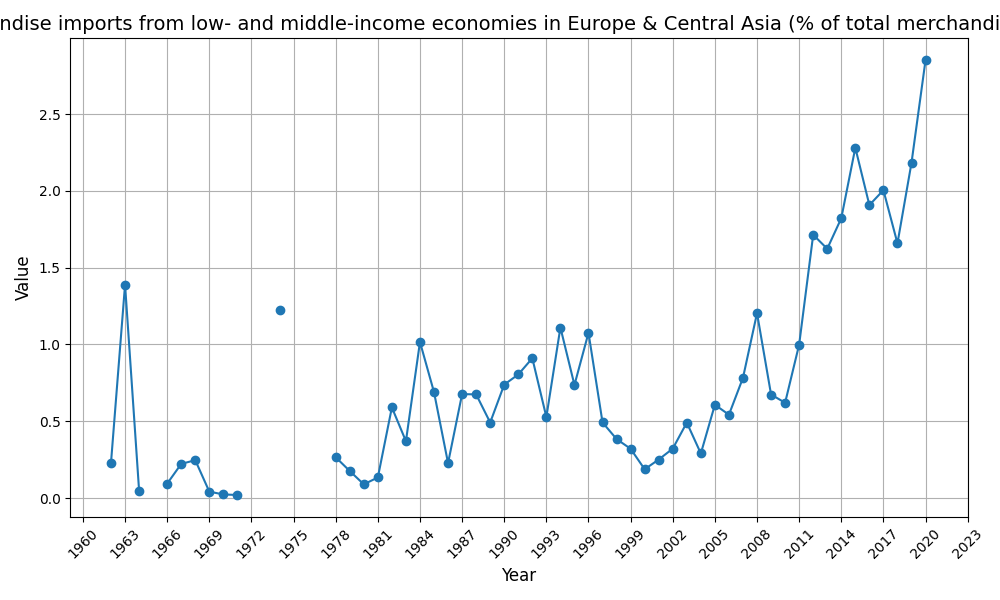 ndise imports from low- and middle-income economies in Europe & Central Asia (% of total merchandi
Value
2.5
2.0
1.5
1.0
0.5
0.0
1960 1963 1966 1969 1972 1975 1978 1981 1984 1987 1990 1993 1996 1999 2002 2005 2008 2011 2014 2017 2020 2023
Year